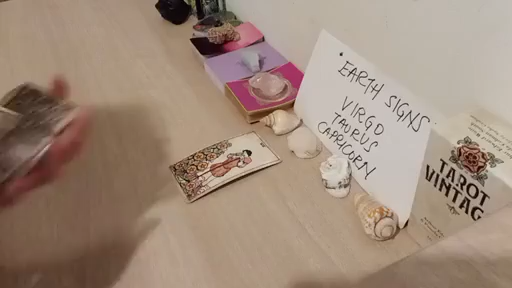 EARTH SIGNS
VIRGO
TAURUS
CAPRICORN
TAROT
VINTAG